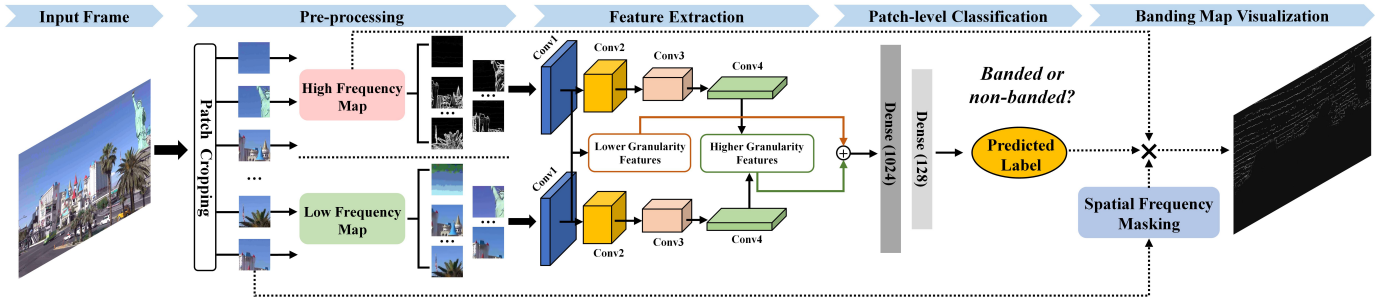 Input Frame
Pre-processing
Feature Extraction
Patch-level Classification
Banding Map Visualization
Patch Cropping
...
High Frequency
Map
Low Frequency
Map
...
...
...
...
Conv1
Conv2
Conv3
Conv4
Lower Granularity
Features
Higher Granularity
Features
Conv1
Conv2
Conv3
Conv4
Dense (1024)
Dense (128)
Banded or
non-banded?
Predicted
Label
Spatial Frequency
Masking